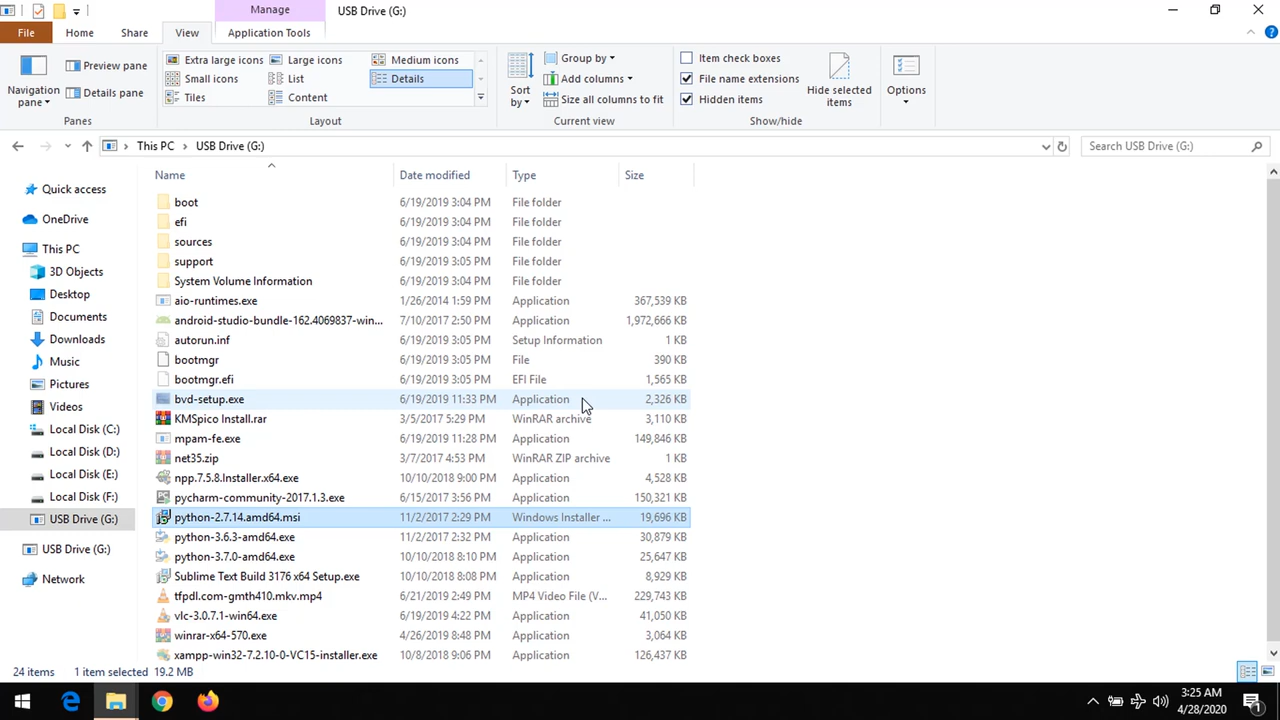 Manage
USB Drive (G:)
File Home Share View Application Tools
Navigation pane
Preview pane
Details pane
Panes
Extra large icons Large icons Medium icons
Small icons List Details
Tiles Content
Layout
Sort by
Group by
Add columns
Size all columns to fit
Current view
Item check boxes
File name extensions
Hidden items
Hide selected items
Show/hide
Options
This PC USB Drive (G:)
Search USB Drive (G:)
Quick access
OneDrive
This PC
3D Objects
Desktop
Documents
Downloads
Music
Pictures
Videos
Local Disk (C:)
Local Disk (D:)
Local Disk (E:)
Local Disk (F:)
USB Drive (G:)
USB Drive (G:)
Network
Name Date modified Type Size
boot 6/19/2019 3:04 PM File folder
efi 6/19/2019 3:04 PM File folder
sources 6/19/2019 3:04 PM File folder
support 6/19/2019 3:05 PM File folder
System Volume Information 6/19/2019 3:04 PM File folder
aio-runtimes.exe 1/26/2014 1:59 PM Application 367,539 KB
android-studio-bundle-162.4069837-win... 7/10/2017 2:50 PM Application 1,972,666 KB
autorun.inf 6/19/2019 3:05 PM Setup Information 1 KB
bootmgr 6/19/2019 3:05 PM File 390 KB
bootmgr.efi 6/19/2019 3:05 PM EFI File 1,565 KB
bvd-setup.exe 6/19/2019 11:33 PM Application 2,326 KB
KMSpico Install.rar 3/5/2017 5:29 PM WinRAR archive 3,110 KB
mpam-fe.exe 6/19/2019 11:28 PM Application 149,846 KB
net35.zip 3/7/2017 4:53 PM WinRAR ZIP archive 1 KB
npp.7.5.8.Installer.x64.exe 10/10/2018 9:00 PM Application 4,528 KB
pycharm-community-2017.1.3.exe 6/15/2017 3:56 PM Application 150,321 KB
python-2.7.14.amd64.msi 11/2/2017 2:29 PM Windows Installer ... 19,696 KB
python-3.6.3-amd64.exe 11/2/2017 2:32 PM Application 30,879 KB
python-3.7.0-amd64.exe 10/10/2018 8:10 PM Application 25,647 KB
Sublime Text Build 3176 x64 Setup.exe 10/10/2018 8:08 PM Application 8,929 KB
tfpdl.com-gmth410.mkv.mp4 6/21/2019 2:49 PM MP4 Video File (V... 229,743 KB
vlc-3.0.7.1-win64.exe 6/19/2019 4:22 PM Application 41,050 KB
winrar-x64-570.exe 4/26/2019 8:48 PM Application 3,064 KB
xampp-win32-7.2.10-0-VC15-installer.exe 10/8/2018 9:06 PM Application 126,437 KB
24 items 1 item selected 19.2 MB
3:25 AM
4/28/2020
1